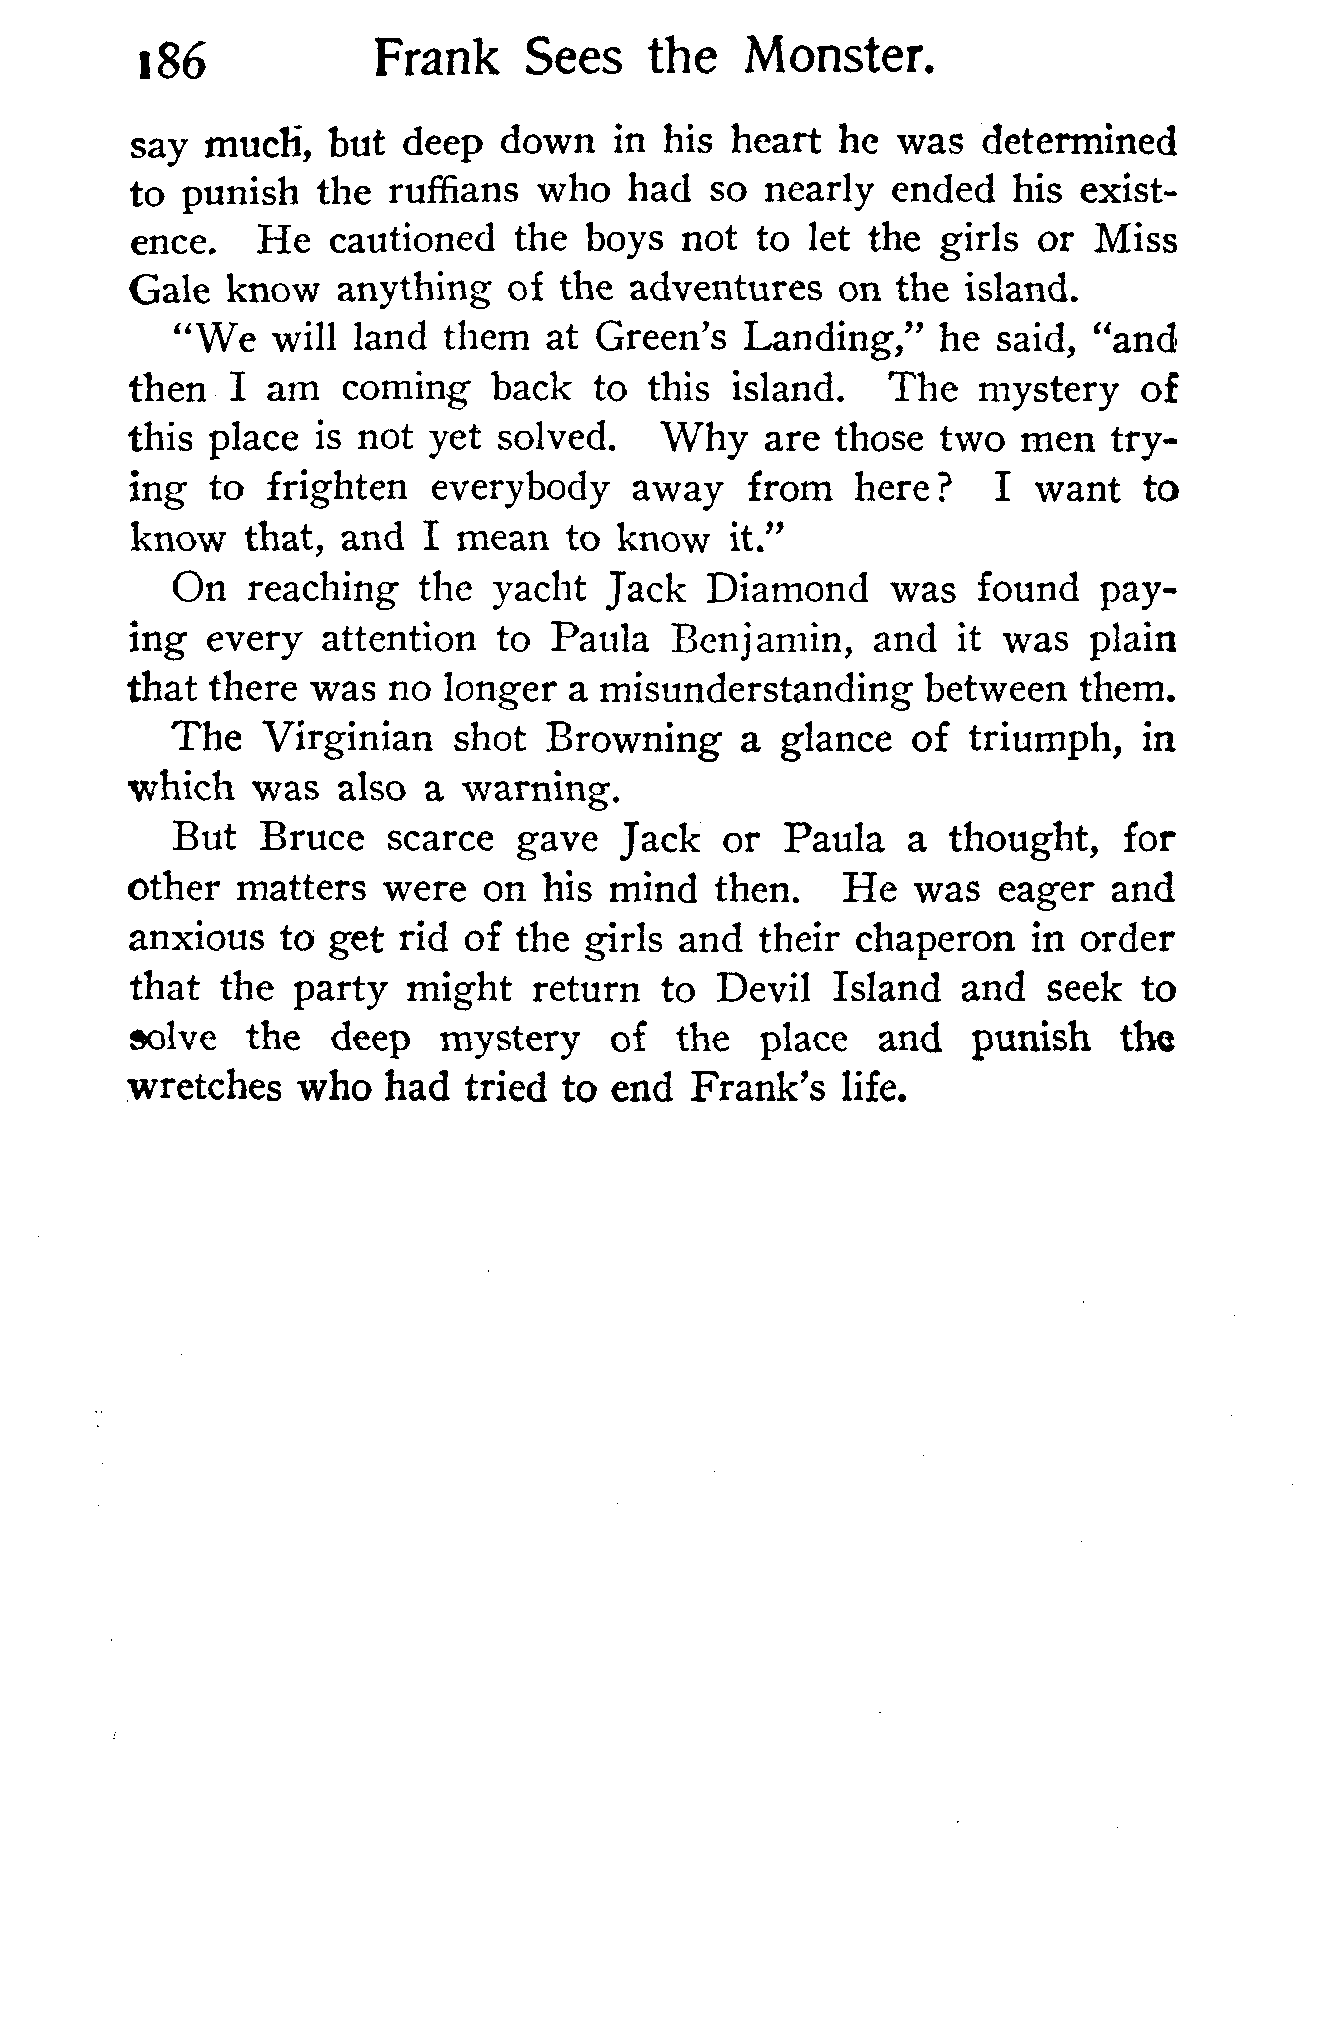 186 Frank Sees the Monster.
say much, but deep down in his heart he was determined
to punish the ruffians who had so nearly ended his exist-
ence. He cautioned the boys not to let the girls or Miss
Gale know anything of the adventures on the island.
“We will land them at Green’s Landing,” he said, “and
then I am coming back to this island. The mystery of
this place is not yet solved. Why are those two men try-
ing to frighten everybody away from here? I want to
know that, and I mean to know it.”
On reaching the yacht Jack Diamond was found pay-
ing every attention to Paula Benjamin, and it was plain
that there was no longer a misunderstanding between them.
The Virginian shot Browning a glance of triumph, in
which was also a warning.
But Bruce scarce gave Jack or Paula a thought, for
other matters were on his mind then. He was eager and
anxious to get rid of the girls and their chaperon in order
that the party might return to Devil Island and seek to
solve the deep mystery of the place and punish the
wretches who had tried to end Frank’s life.